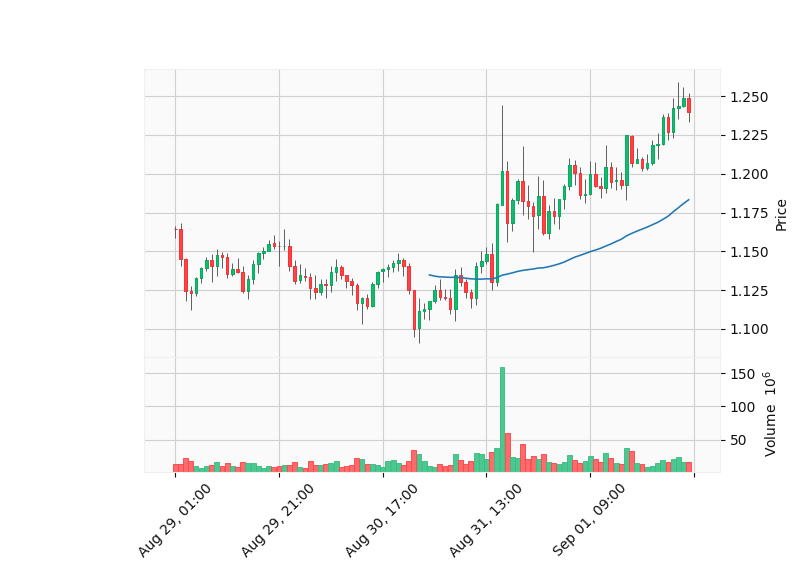 1.250
1.225
1.200
1.175
1.150
1.125
1.100
Price
150
100
50
Volume 10⁶
Aug 29, 01:00
Aug 29, 21:00
Aug 30, 17:00
Aug 31, 13:00
Sep 01, 09:00